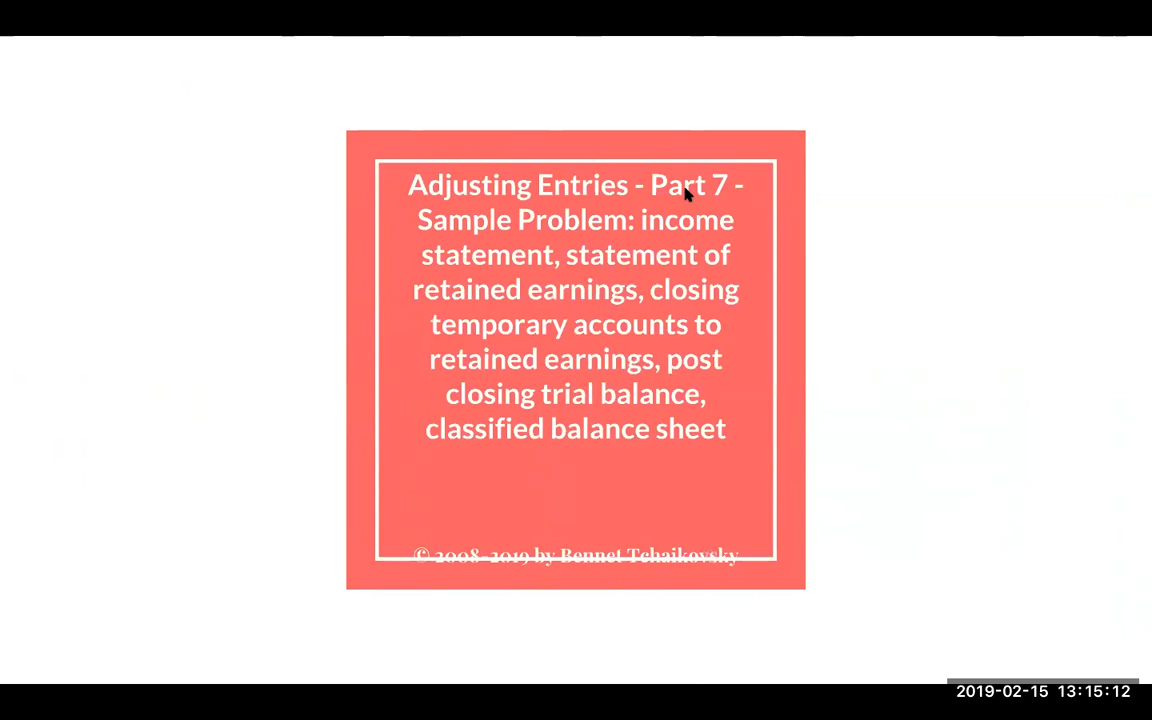 Adjusting Entries - Part 7 -
Sample Problem: income
statement, statement of
retained earnings, closing
temporary accounts to
retained earnings, post
closing trial balance,
classified balance sheet
© 2008-2019 by Bennet Tchaikovsky
2019-02-15 13:15:12